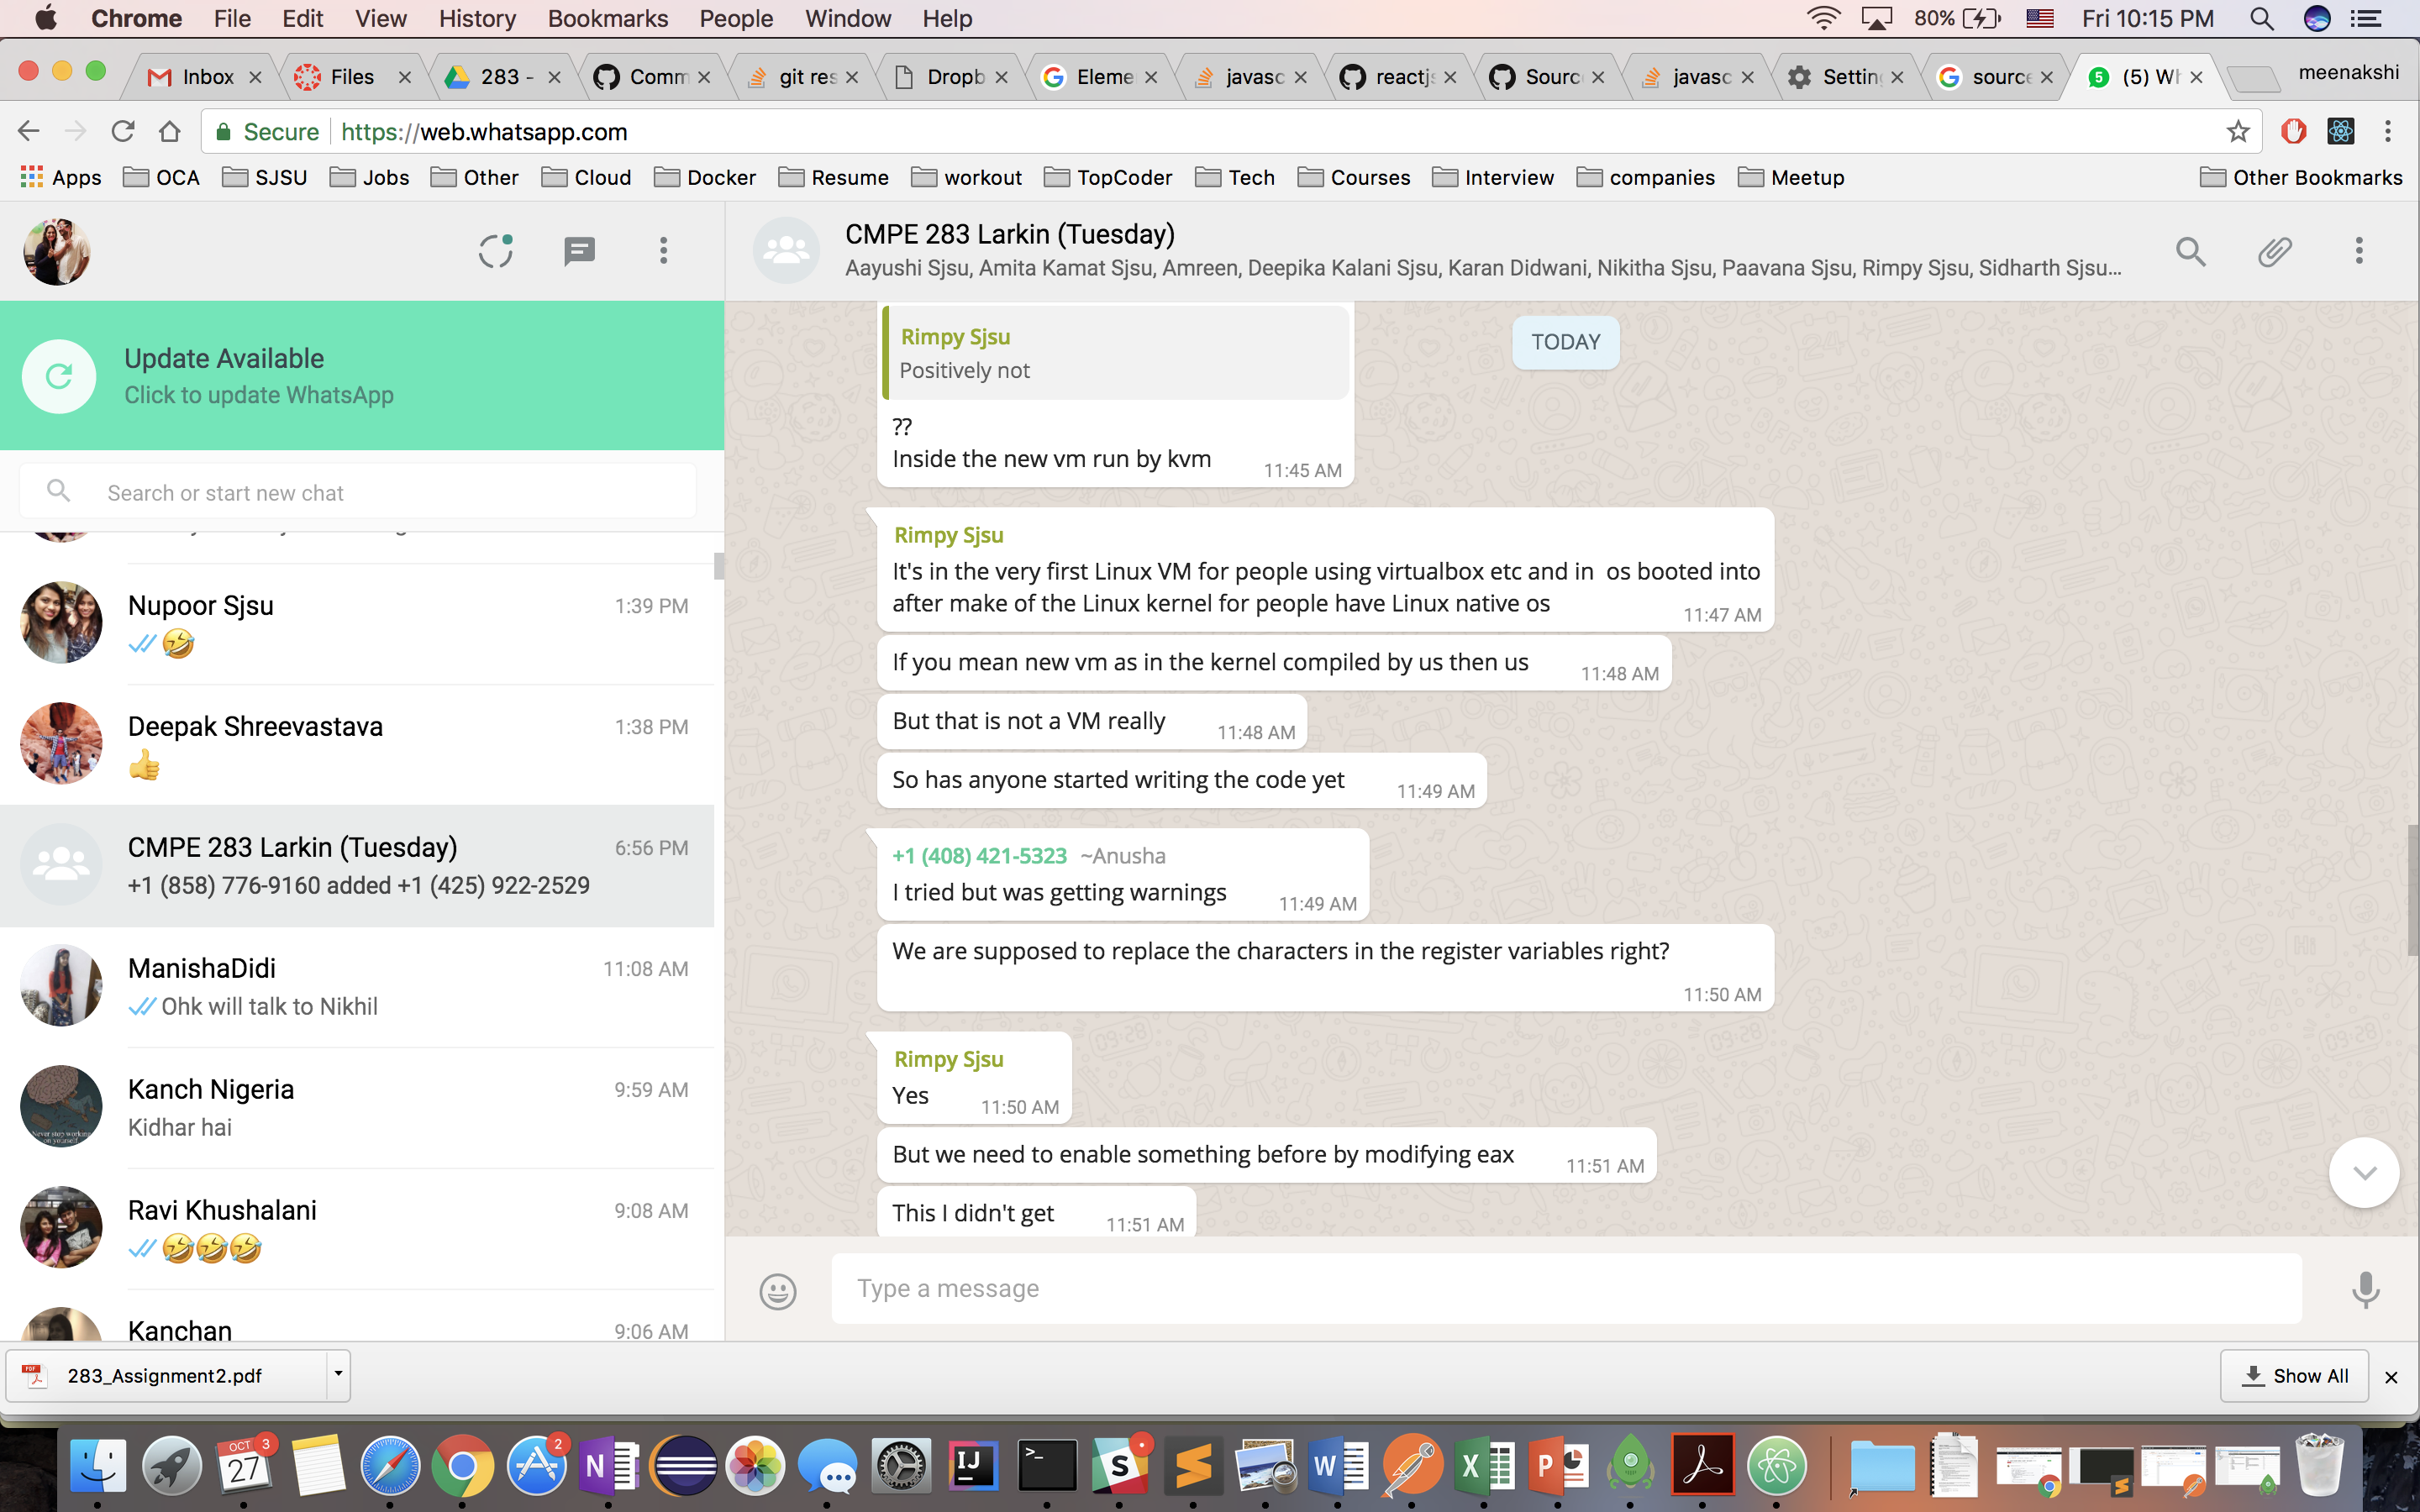 Chrome File Edit View History Bookmarks People Window Help 80% Fri 10:15 PM
Inbox Files 283 - Comm git res Dropb Eleme javasc reactjs Sourc javasc Settin source (5) Wh meenakshi
Secure https://web.whatsapp.com
Apps OCA SJSU Jobs Other Cloud Docker Resume workout TopCoder Tech Courses Interview companies Meetup Other Bookmarks
Update Available
Click to update WhatsApp
Search or start new chat
Nupoor Sjsu 1:39 PM
🤣
Deepak Shreevastava 1:38 PM
👍
CMPE 283 Larkin (Tuesday) 6:56 PM
+1 (858) 776-9160 added +1 (425) 922-2529
ManishaDidi 11:08 AM
Ohk will talk to Nikhil
Kanch Nigeria 9:59 AM
Kidhar hai
Ravi Khushalani 9:08 AM
🤣🤣🤣
Kanchan 9:06 AM
CMPE 283 Larkin (Tuesday)
Aayushi Sjsu, Amita Kamat Sjsu, Amreen, Deepika Kalani Sjsu, Karan Didwani, Nikitha Sjsu, Paavana Sjsu, Rimpy Sjsu, Sidharth Sjsu...
TODAY
Rimpy Sjsu
Positively not
??
Inside the new vm run by kvm 11:45 AM
Rimpy Sjsu
It's in the very first Linux VM for people using virtualbox etc and in os booted into
after make of the Linux kernel for people have Linux native os 11:47 AM
If you mean new vm as in the kernel compiled by us then us 11:48 AM
But that is not a VM really 11:48 AM
So has anyone started writing the code yet 11:49 AM
+1 (408) 421-5323 ~Anusha
I tried but was getting warnings 11:49 AM
We are supposed to replace the characters in the register variables right?
11:50 AM
Rimpy Sjsu
Yes 11:50 AM
But we need to enable something before by modifying eax 11:51 AM
This I didn't get 11:51 AM
Type a message
283_Assignment2.pdf Show All
OCT 3
27 2